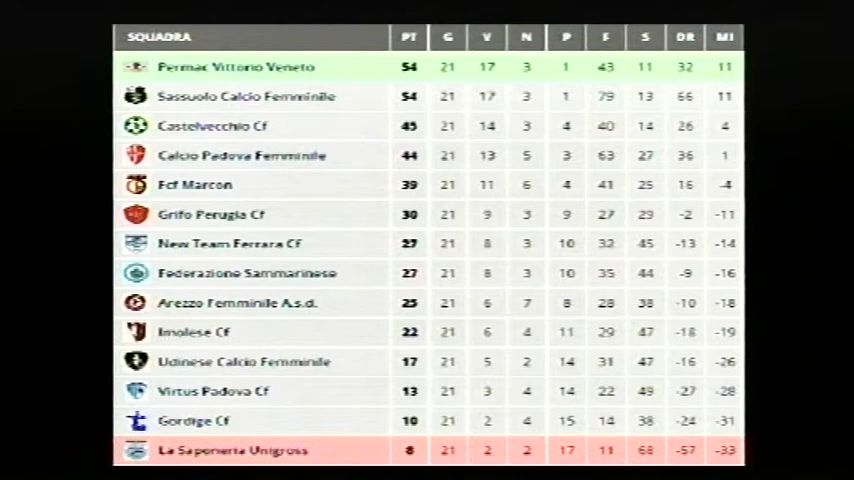 SQUADRA PT G V N P F S DR MI
Permac Vittorio Veneto 54 21 17 3 1 43 11 32 11
Sassuolo Calcio Femminile 54 21 17 3 1 79 13 66 11
Castelvecchio Cf 45 21 14 3 4 40 14 26 4
Calcio Padova Femminile 44 21 13 5 3 63 27 36 1
Fcf Marcon 39 21 11 6 4 41 25 16 -4
Grifo Perugia Cf 30 21 9 3 9 27 29 -2 -11
New Team Ferrara Cf 27 21 8 3 10 32 45 -13 -14
Federazione Sammarinese 27 21 8 3 10 35 44 -9 -16
Arezzo Femminile A.s.d. 25 21 6 7 8 28 38 -10 -18
Imolese Cf 22 21 6 4 11 29 47 -18 -19
Udinese Calcio Femminile 17 21 5 2 14 31 47 -16 -26
Virtus Padova Cf 13 21 3 4 14 22 49 -27 -28
Gordige Cf 10 21 2 4 15 14 38 -24 -31
La Saponeria Unigross 8 21 2 2 17 11 68 -57 -33